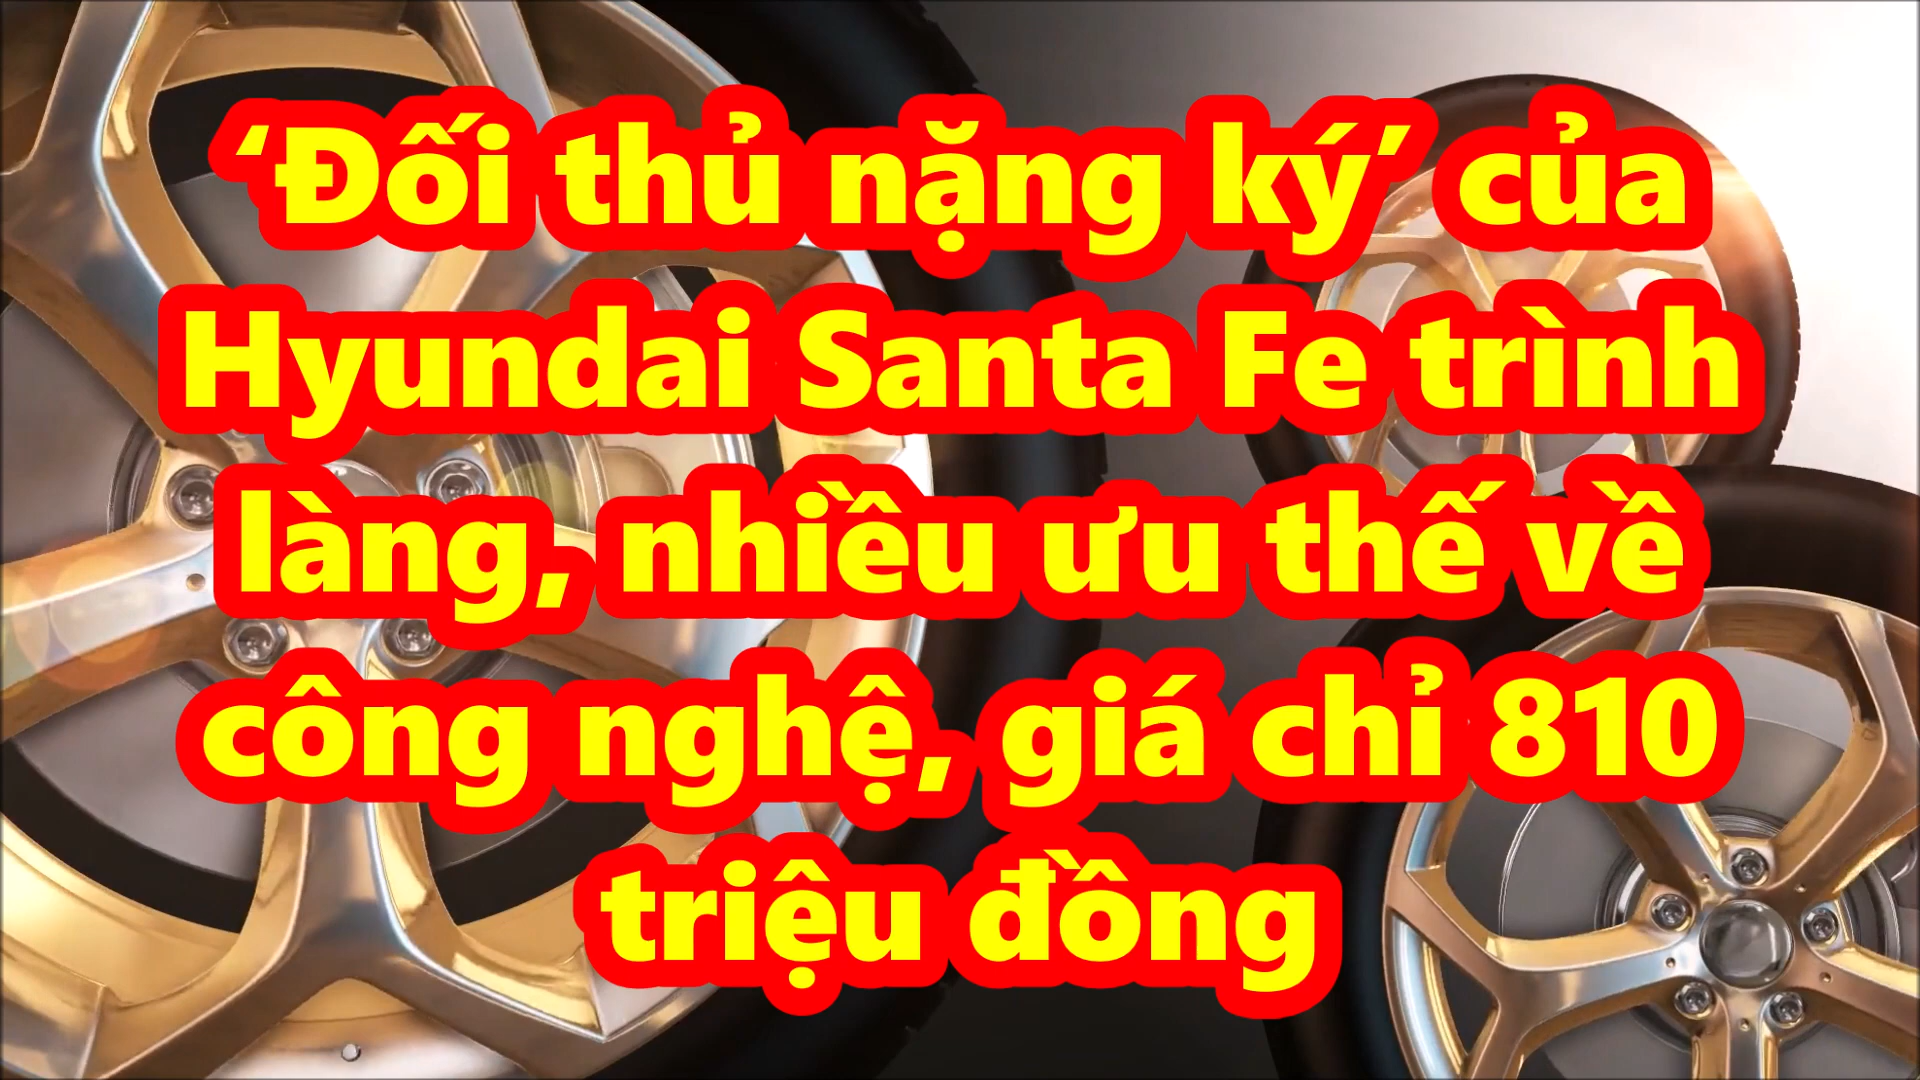 ‘Đối thủ nặng ký’ của
Hyundai Santa Fe trình
làng, nhiều ưu thế về
công nghệ, giá chỉ 810
triệu đồng